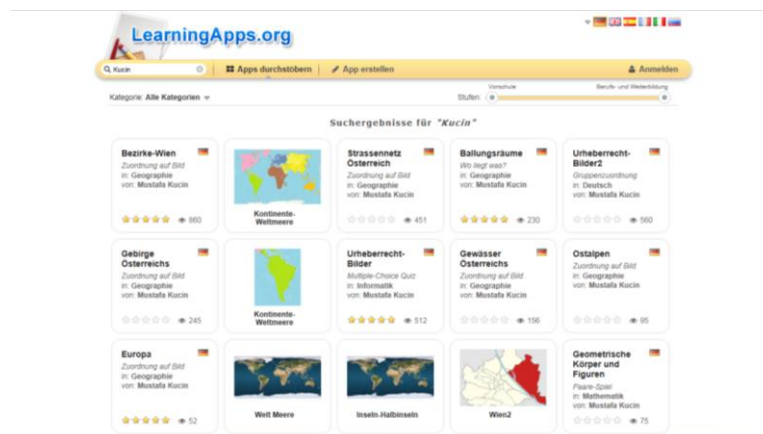 LearningApps.org
Kucin
Apps durchstöbern
App erstellen
Anmelden
Kategorie: Alle Kategorien
Stufen:
Vorschule
Berufs- und Weiterbildung
Suchergebnisse für "Kucin"
Bezirke-Wien
Zuordnung auf Bild
in: Geographie
von: Mustafa Kucin
860
Kontinente-
Weltmeere
Strassennetz
Österreich
Zuordnung auf Bild
in: Geographie
von: Mustafa Kucin
451
Ballungsräume
Wo liegt was?
in: Geographie
von: Mustafa Kucin
230
Urheberrecht-
Bilder2
Gruppenzuordnung
in: Deutsch
von: Mustafa Kucin
560
Gebirge
Österreichs
Zuordnung auf Bild
in: Geographie
von: Mustafa Kucin
245
Kontinente-
Weltmeere
Urheberrecht-
Bilder
Multiple-Choice Quiz
in: Informatik
von: Mustafa Kucin
512
Gewässer
Österreichs
Zuordnung auf Bild
in: Geographie
von: Mustafa Kucin
156
Ostalpen
Zuordnung auf Bild
in: Geographie
von: Mustafa Kucin
95
Europa
Zuordnung auf Bild
in: Geographie
von: Mustafa Kucin
52
Welt Meere
Inseln-Halbinseln
Wien2
Geometrische
Körper und
Figuren
Paare-Spiel
in: Mathematik
von: Mustafa Kucin
75